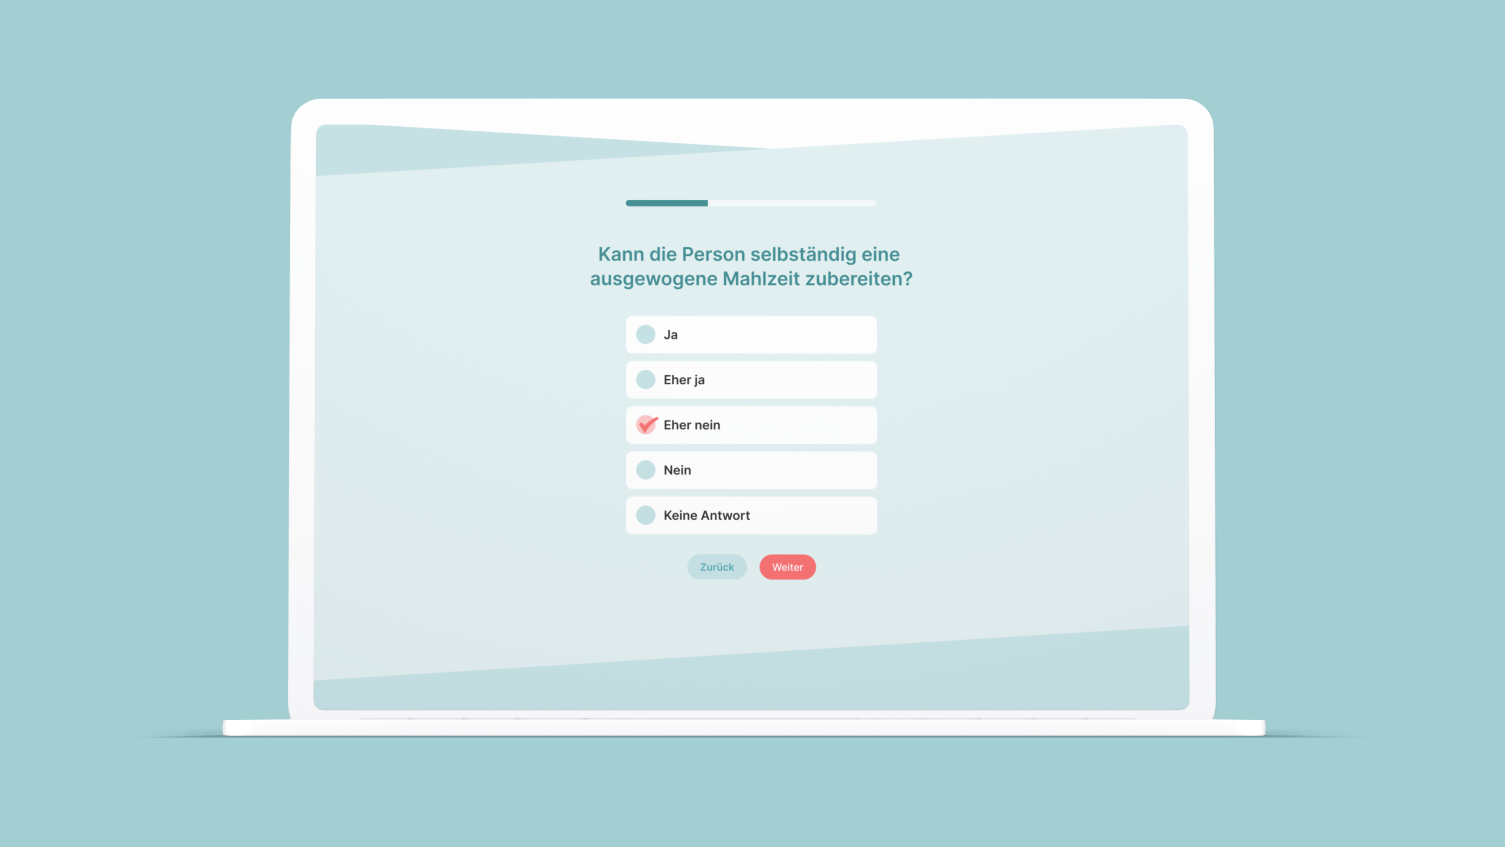 Kann die Person selbständig eine
ausgewogene Mahlzeit zubereiten?
Ja
Eher ja
Eher nein
Nein
Keine Antwort
Zurück
Weiter